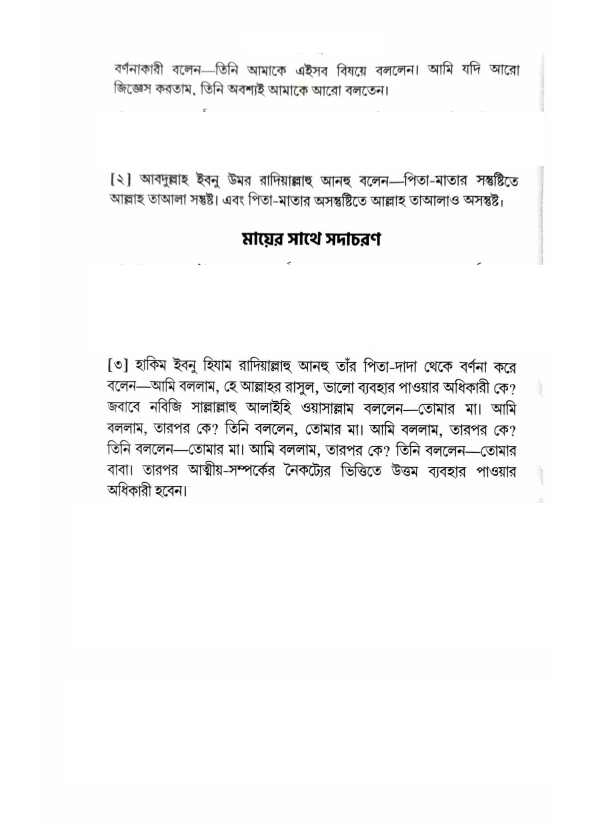 বর্ণনাকারী বলেন—তিনি আমাকে এইসব বিষয়ে বললেন। আমি যদি আরো
জিজ্ঞেস করতাম, তিনি অবশ্যই আমাকে আরো বলতেন।
[২] আবদুল্লাহ ইবনু উমর রাদিয়াল্লাহু আনহু বলেন—পিতা-মাতার সন্তুষ্টিতে
আল্লাহ তাআলা সন্তুষ্ট। এবং পিতা-মাতার অসন্তুষ্টিতে আল্লাহ তাআলাও অসন্তুষ্ট।
মায়ের সাথে সদাচরণ
[৩] হাকিম ইবনু হিযাম রাদিয়াল্লাহু আনহু তাঁর পিতা-দাদা থেকে বর্ণনা করে
বলেন—আমি বললাম, হে আল্লাহর রাসুল, ভালো ব্যবহার পাওয়ার অধিকারী কে?
জবাবে নবিজি সাল্লাল্লাহু আলাইহি ওয়াসাল্লাম বললেন—তোমার মা। আমি
বললাম, তারপর কে? তিনি বললেন, তোমার মা। আমি বললাম, তারপর কে?
তিনি বললেন—তোমার মা। আমি বললাম, তারপর কে? তিনি বললেন—তোমার
বাবা। তারপর আত্মীয়-সম্পর্কের নৈকট্যের ভিত্তিতে উত্তম ব্যবহার পাওয়ার
অধিকারী হবেন।